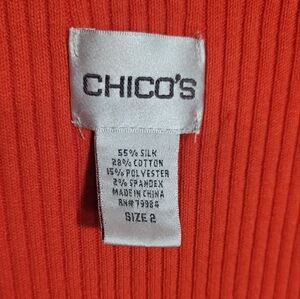 CHICO'S
55% SILK
28% COTTON
15% POLYESTER
2% SPANDEX
MADE IN CHINA
RN# 79984
SIZE 2